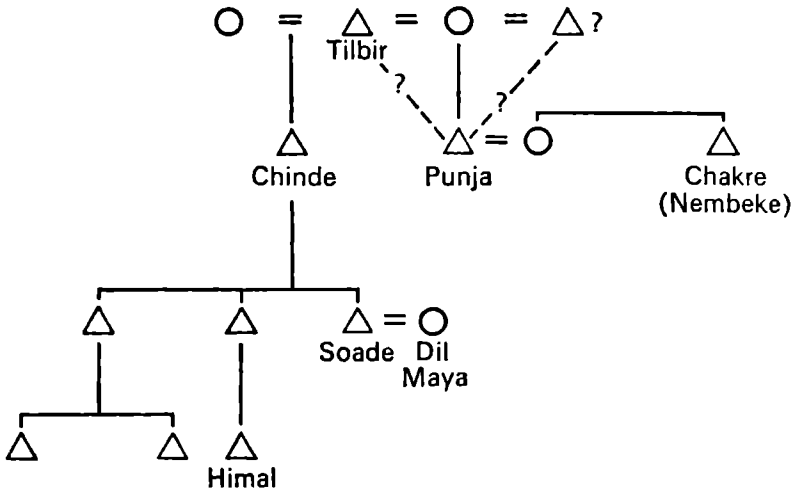 ?
Tilbir
?
?
Chinde
Punja
Chakre
(Nembeke)
Soade
Dil
Maya
Himal